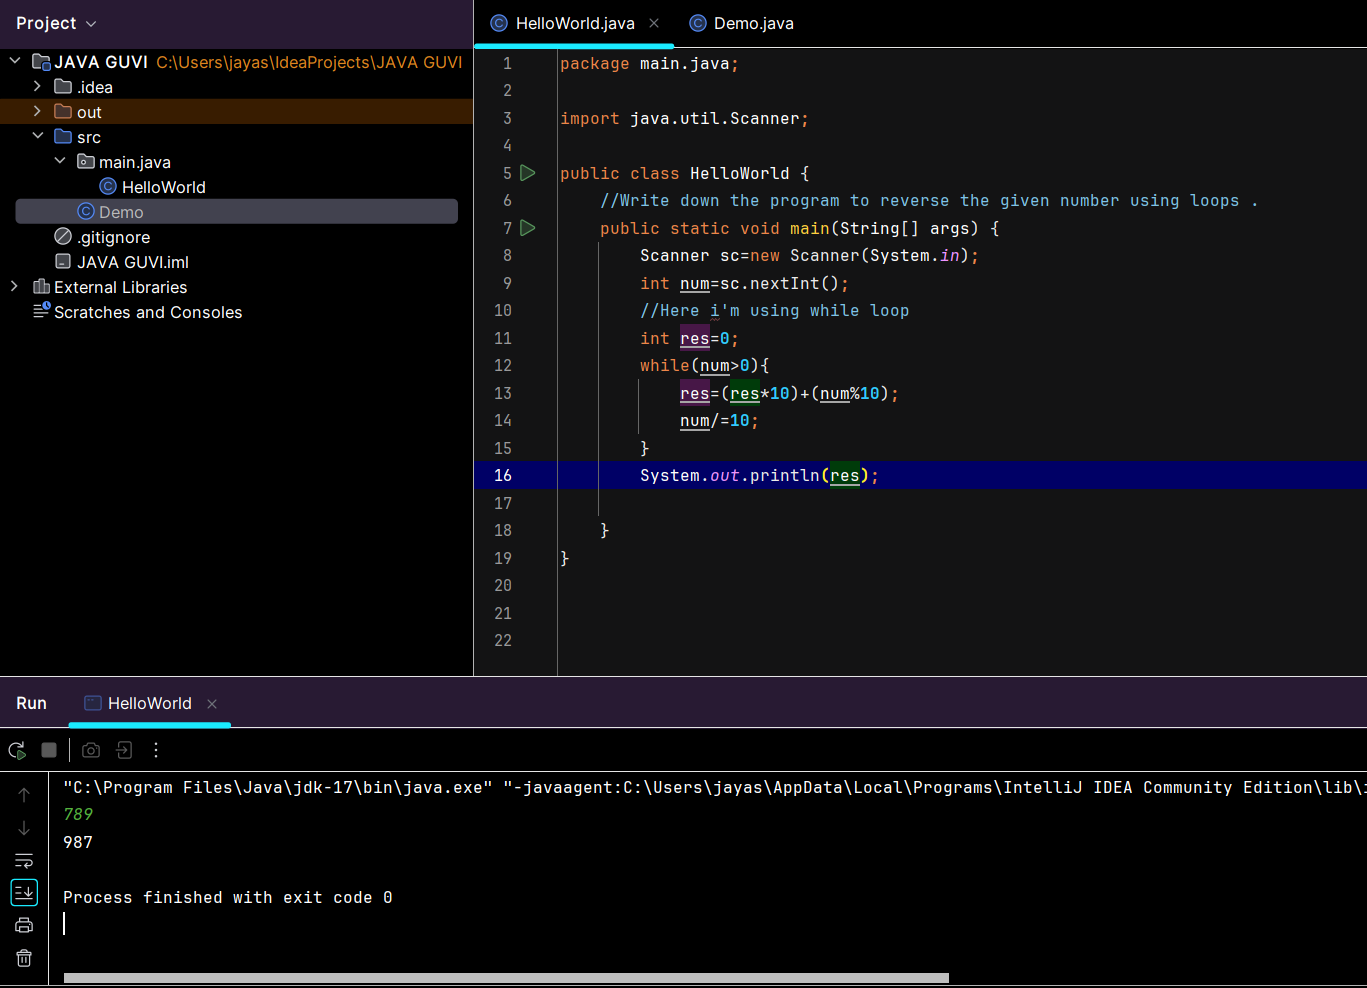 Project
JAVA GUVI C:\Users\jayas\IdeaProjects\JAVA GUVI
.idea
out
src
main.java
HelloWorld
Demo
.gitignore
JAVA GUVI.iml
External Libraries
Scratches and Consoles
HelloWorld.java Demo.java
1 package main.java;
2
3 import java.util.Scanner;
4
5 public class HelloWorld {
6 //Write down the program to reverse the given number using loops .
7 public static void main(String[] args) {
8 Scanner sc=new Scanner(System.in);
9 int num=sc.nextInt();
10 //Here i'm using while loop
11 int res=0;
12 while(num>0){
13 res=(res*10)+(num%10);
14 num/=10;
15 }
16 System.out.println(res);
17
18 }
19 }
20
21
22
Run HelloWorld
"C:\Program Files\Java\jdk-17\bin\java.exe" "-javaagent:C:\Users\jayas\AppData\Local\Programs\IntelliJ IDEA Community Edition\lib\
789
987
Process finished with exit code 0